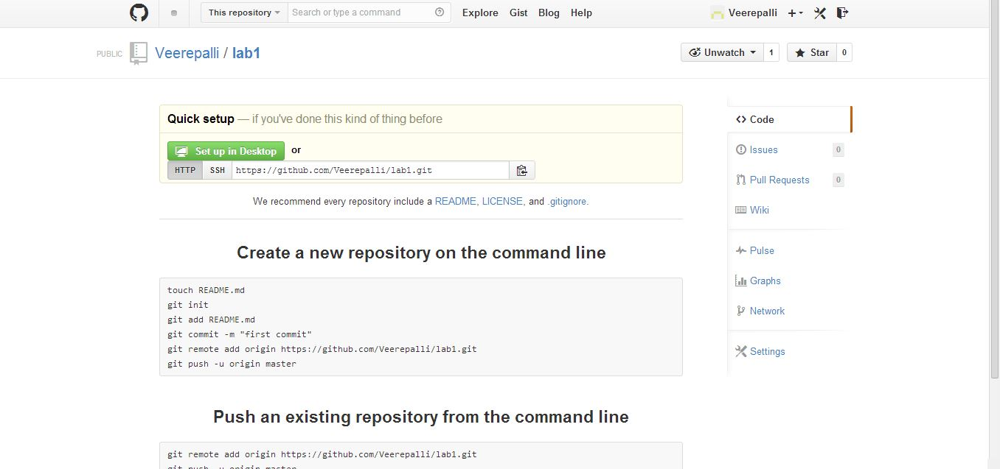 This repository Search or type a command Explore Gist Blog Help Veerepalli
PUBLIC Veerepalli / lab1 Unwatch 1 Star 0
Quick setup — if you've done this kind of thing before
Set up in Desktop or
HTTP SSH https://github.com/Veerepalli/lab1.git
We recommend every repository include a README, LICENSE, and .gitignore.
Create a new repository on the command line
touch README.md
git init
git add README.md
git commit -m "first commit"
git remote add origin https://github.com/Veerepalli/lab1.git
git push -u origin master
Push an existing repository from the command line
git remote add origin https://github.com/Veerepalli/lab1.git
git push -u origin master
Code
Issues 0
Pull Requests 0
Wiki
Pulse
Graphs
Network
Settings